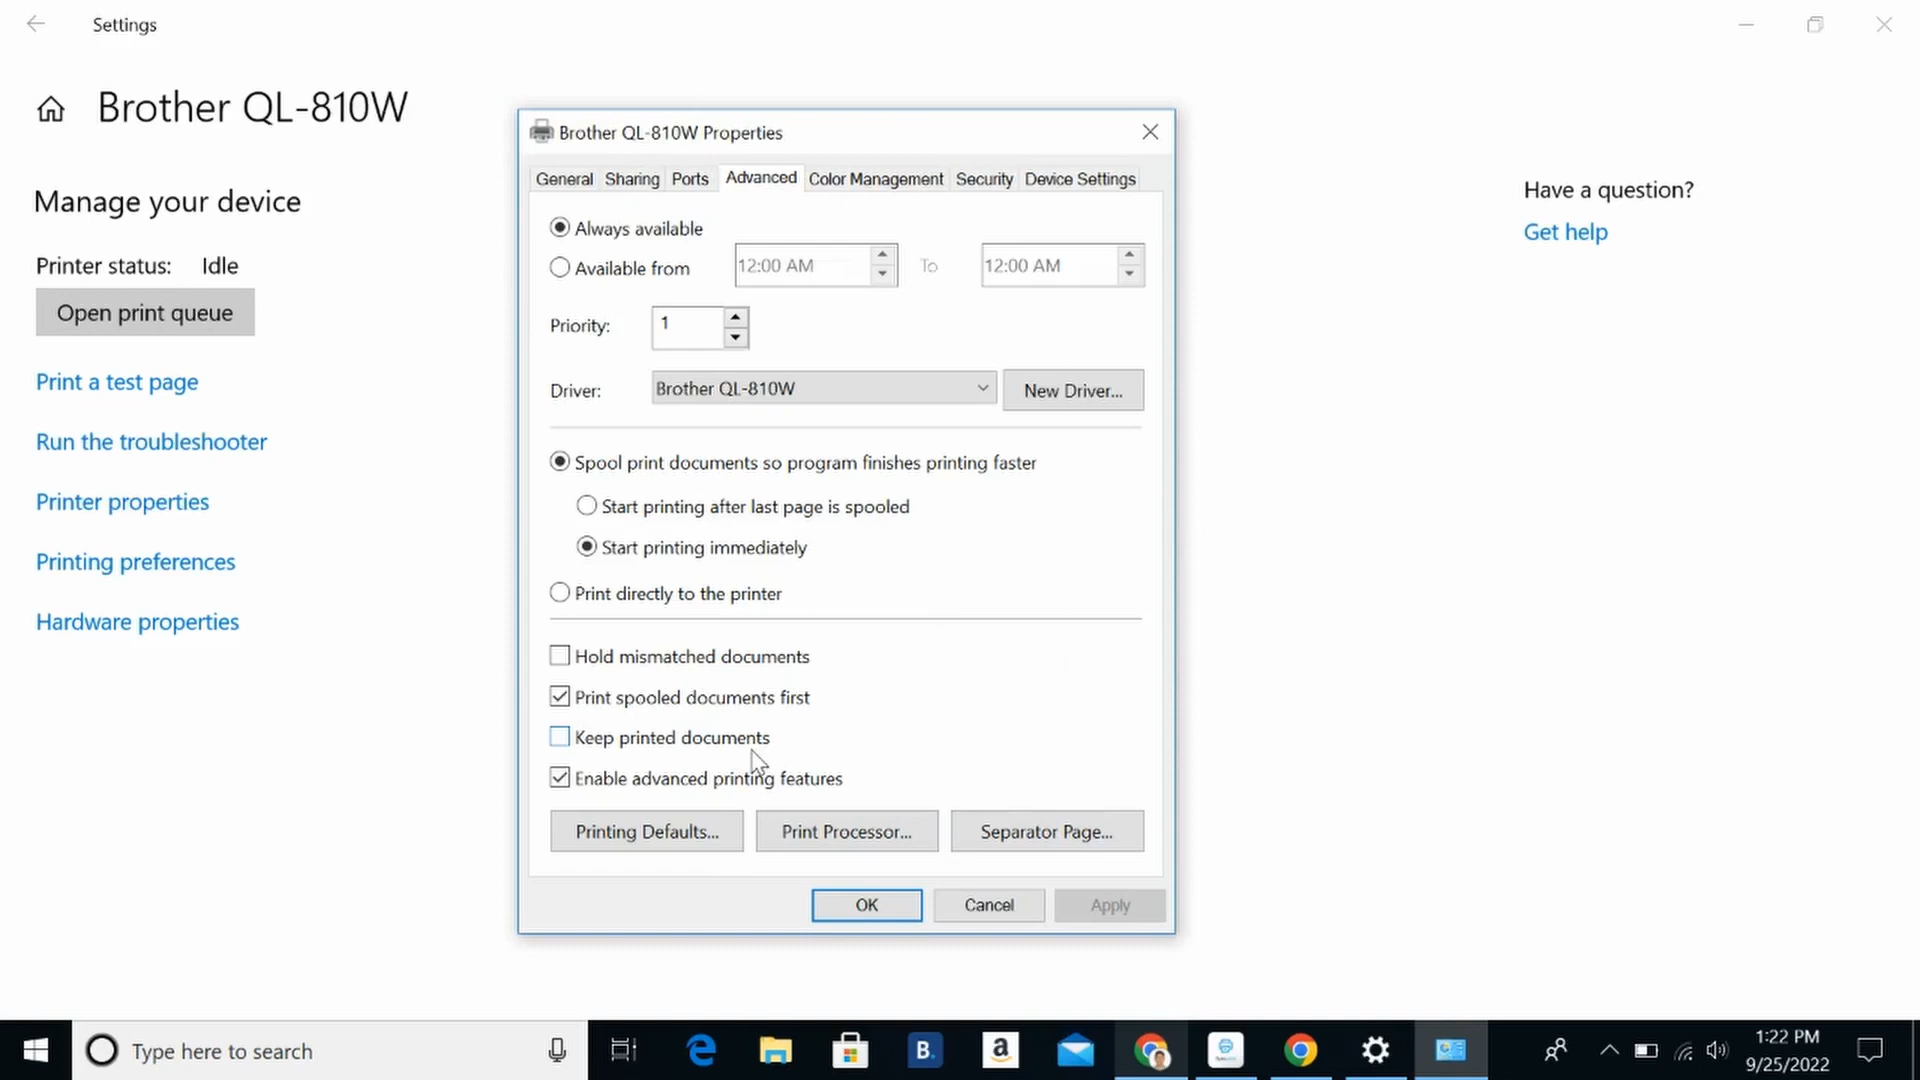 Settings
Brother QL-810W
Manage your device
Printer status: Idle
Open print queue
Print a test page
Run the troubleshooter
Printer properties
Printing preferences
Hardware properties
Brother QL-810W Properties
General Sharing Ports Advanced Color Management Security Device Settings
Always available
Available from 12:00 AM To 12:00 AM
Priority: 1
Driver: Brother QL-810W New Driver...
Spool print documents so program finishes printing faster
Start printing after last page is spooled
Start printing immediately
Print directly to the printer
Hold mismatched documents
Print spooled documents first
Keep printed documents
Enable advanced printing features
Printing Defaults... Print Processor... Separator Page...
OK Cancel Apply
Have a question?
Get help
Type here to search
B.
a
1:22 PM
9/25/2022